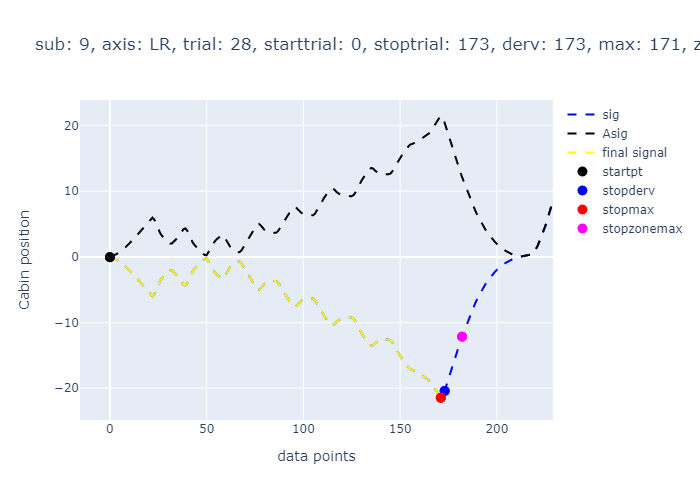 sub: 9, axis: LR, trial: 28, starttrial: 0, stoptrial: 173, derv: 173, max: 171, z
sig
Asig
final signal
startpt
stopderv
stopmax
stopzonemax
Cabin position
20
10
0
−10
−20
0
50
100
150
200
data points